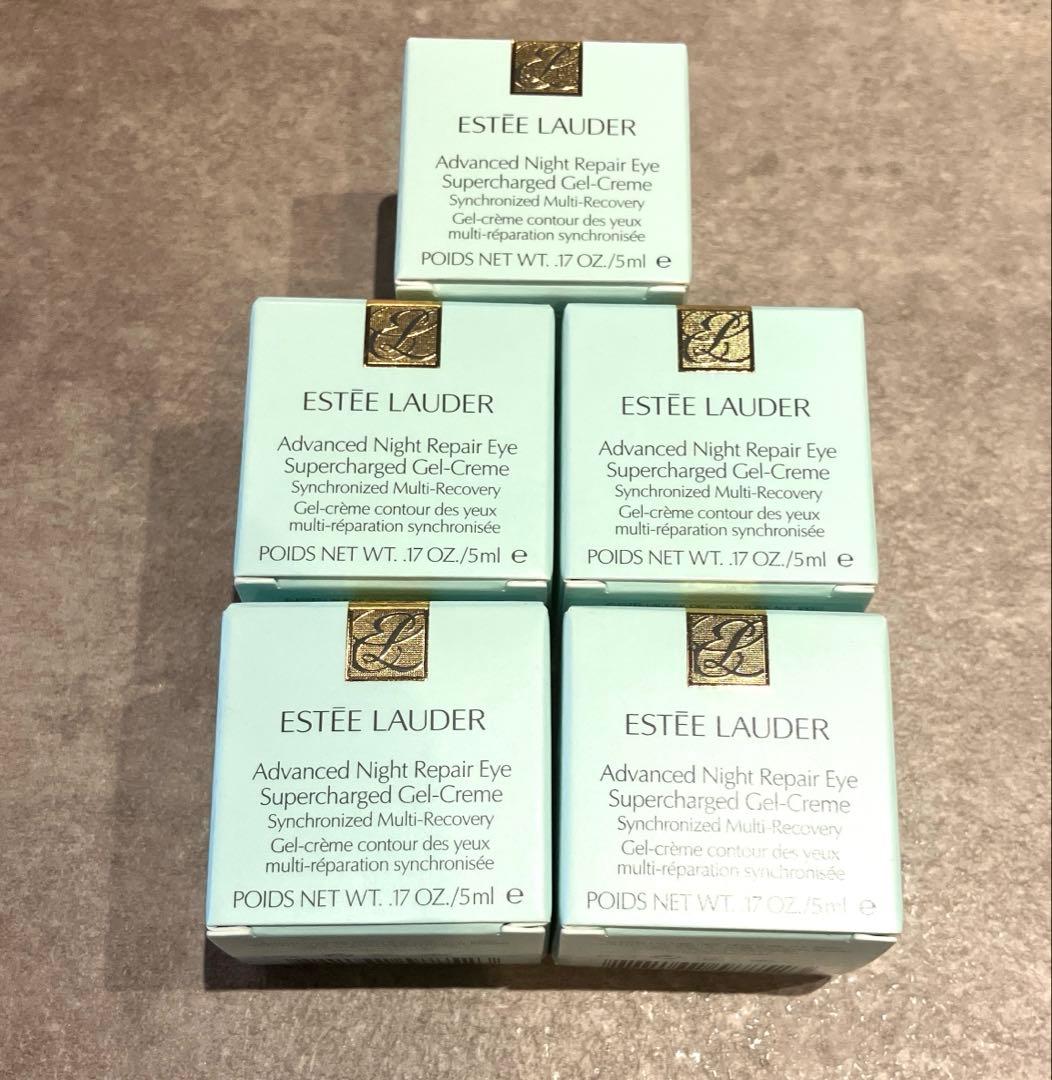 EL
ESTĒE LAUDER
Advanced Night Repair Eye
Supercharged Gel-Creme
Synchronized Multi-Recovery
Gel-crème contour des yeux
multi-réparation synchronisée
POIDS NET WT. .17 OZ./5ml ℮
EL
ESTĒE LAUDER
Advanced Night Repair Eye
Supercharged Gel-Creme
Synchronized Multi-Recovery
Gel-crème contour des yeux
multi-réparation synchronisée
POIDS NET WT. .17 OZ./5ml ℮
EL
ESTĒE LAUDER
Advanced Night Repair Eye
Supercharged Gel-Creme
Synchronized Multi-Recovery
Gel-crème contour des yeux
multi-réparation synchronisée
POIDS NET WT. .17 OZ./5ml ℮
EL
ESTĒE LAUDER
Advanced Night Repair Eye
Supercharged Gel-Creme
Synchronized Multi-Recovery
Gel-crème contour des yeux
multi-réparation synchronisée
POIDS NET WT. .17 OZ./5ml ℮
EL
ESTĒE LAUDER
Advanced Night Repair Eye
Supercharged Gel-Creme
Synchronized Multi-Recovery
Gel-crème contour des yeux
multi-réparation synchronisée
POIDS NET WT. .17 OZ./5ml ℮